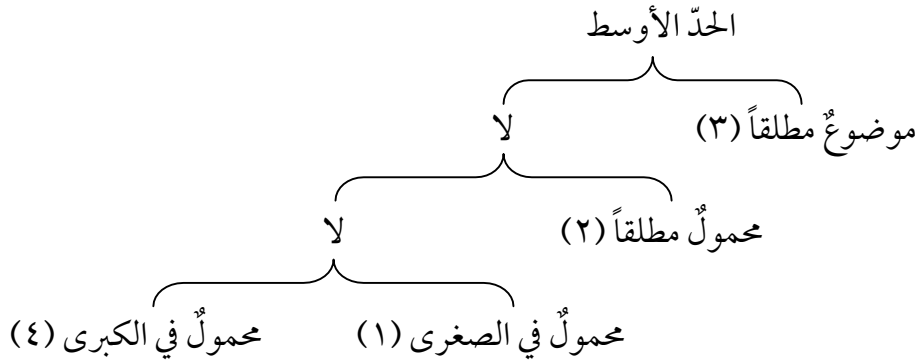 الحدّ الأوسط
موضوعٌ مطلقاً (٣) لا
محمولٌ مطلقاً (٢) لا
محمولٌ في الصغرى (١) محمولٌ في الكبرى (٤)